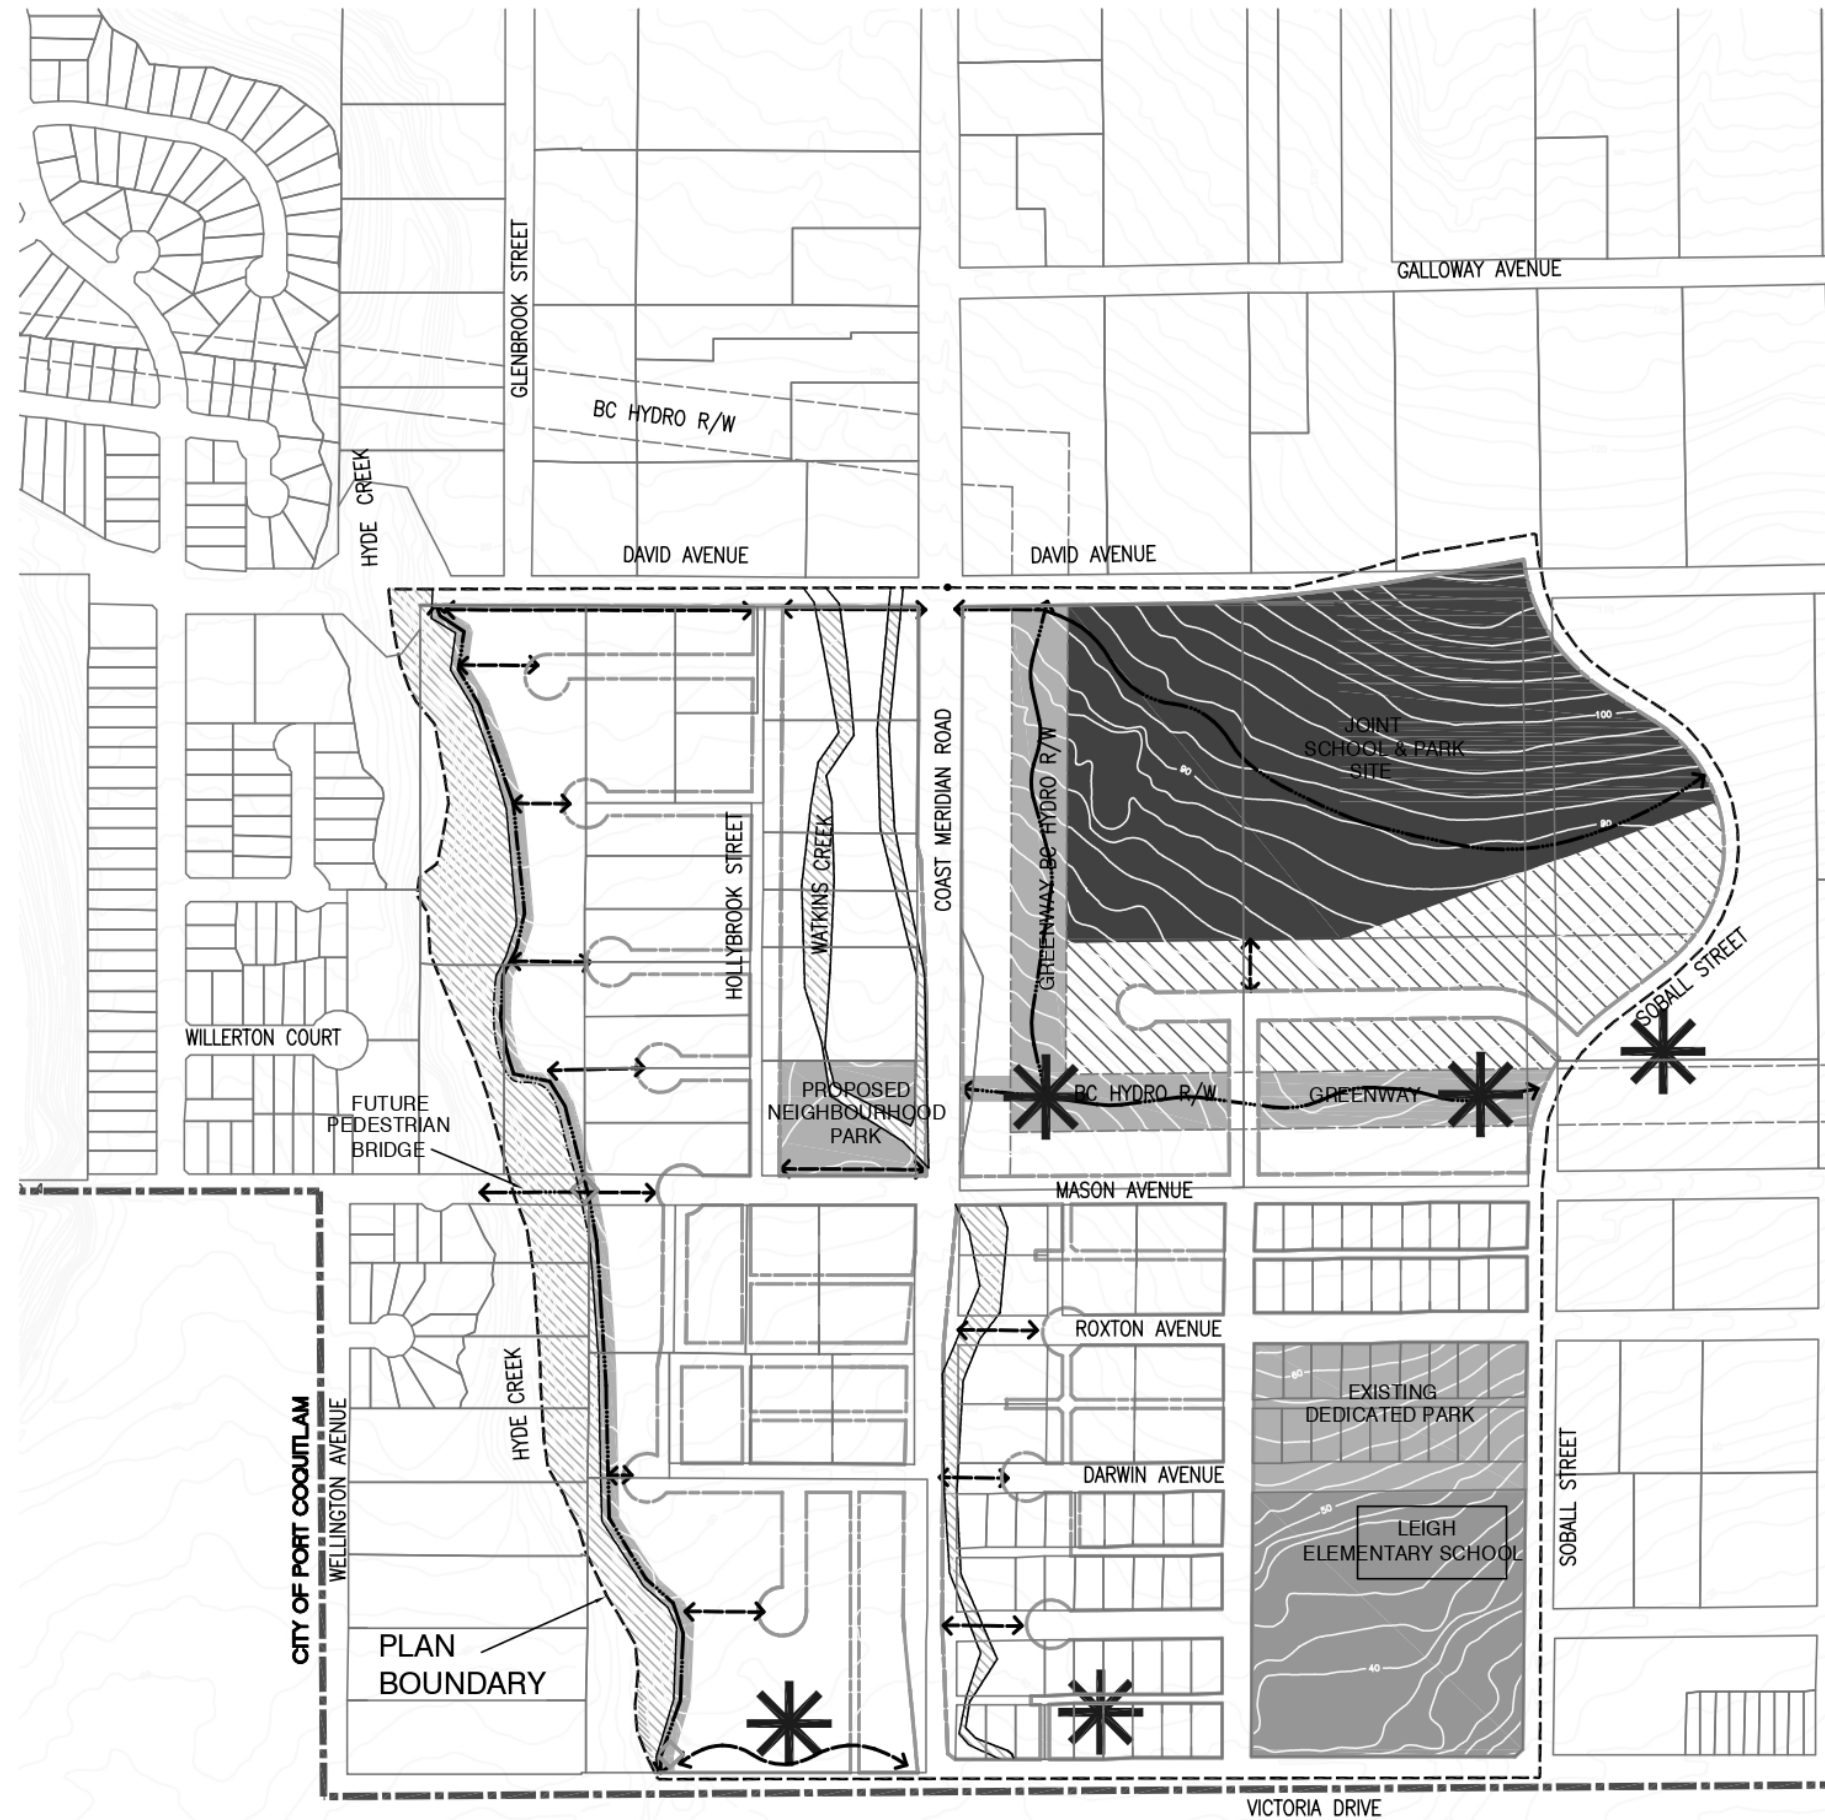 GALLOWAY AVENUE
GLENBROOK STREET
BC HYDRO R/W
HYDE CREEK
DAVID AVENUE
DAVID AVENUE
JOINT
SCHOOL & PARK
SITE
100
90
90
COAST MERIDIAN ROAD
GREENWAY BC HYDRO R/W
HOLLYBROOK STREET
WATKINS CREEK
SOBALL STREET
WILLERTON COURT
FUTURE
PEDESTRIAN
BRIDGE
PROPOSED
NEIGHBOURHOOD
PARK
BC HYDRO R/W
GREENWAY
MASON AVENUE
ROXTON AVENUE
60
EXISTING
DEDICATED PARK
HYDE CREEK
CITY OF PORT COQUITLAM
WELLINGTON AVENUE
DARWIN AVENUE
50
LEIGH
ELEMENTARY SCHOOL
SOBALL STREET
PLAN
BOUNDARY
40
VICTORIA DRIVE